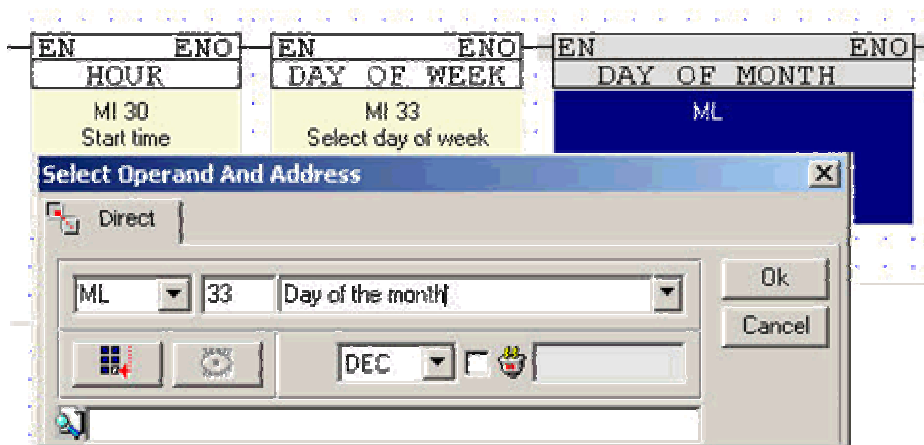 EN ENO EN ENO EN ENO
HOUR DAY OF WEEK DAY OF MONTH
MI 30 MI 33 ML
Start time Select day of week
Select Operand And Address
Direct
ML 33 Day of the month Ok
Cancel
DEC